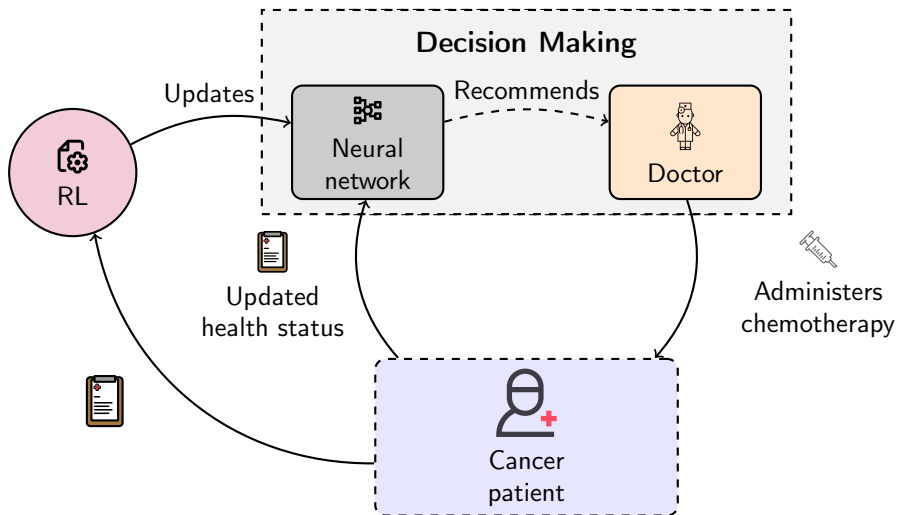 Decision Making
Updates
Recommends
RL
Neural
network
Doctor
Updated
health status
Administers
chemotherapy
Cancer
patient